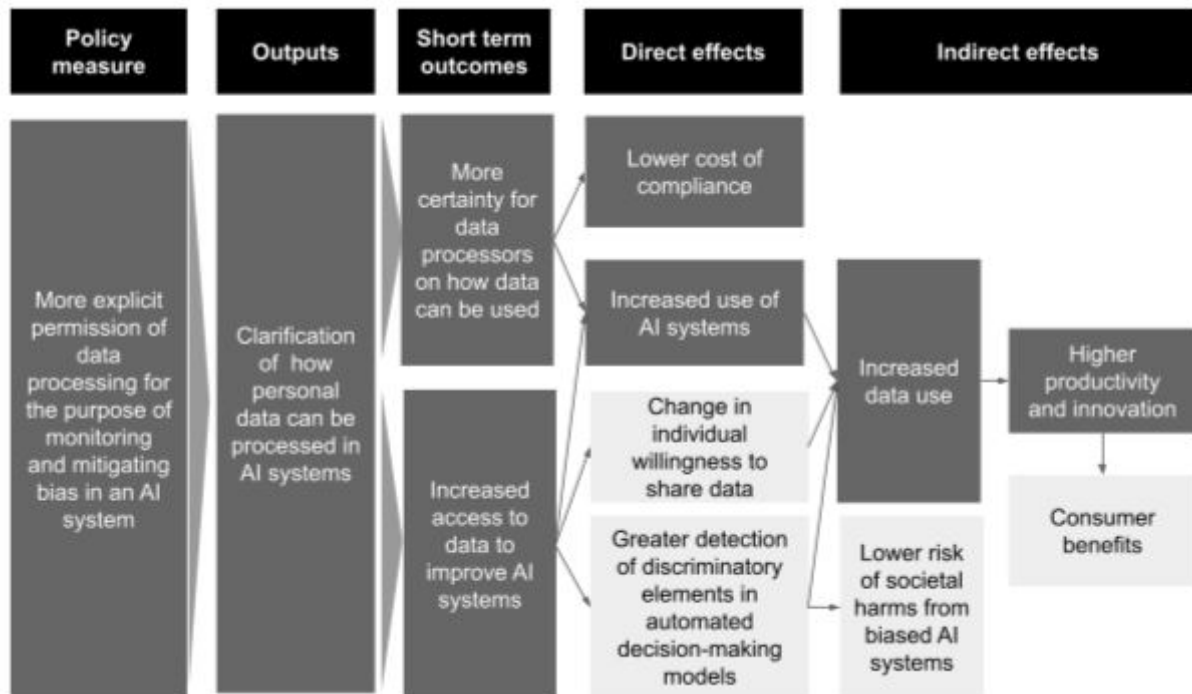 Policy
measure
Outputs
Short term
outcomes
Direct effects
Indirect effects
More explicit
permission of
data
processing for
the purpose of
monitoring
and mitigating
bias in an AI
system
Clarification
of how
personal
data can be
processed in
AI systems
More
certainty for
data
processors
on how data
can be used
Increased
access to
data to
improve AI
systems
Lower cost of
compliance
Increased use of
AI systems
Change in
individual
willingness to
share data
Greater detection
of discriminatory
elements in
automated
decision-making
models
Increased
data use
Lower risk
of societal
harms from
biased AI
systems
Higher
productivity
and innovation
Consumer
benefits